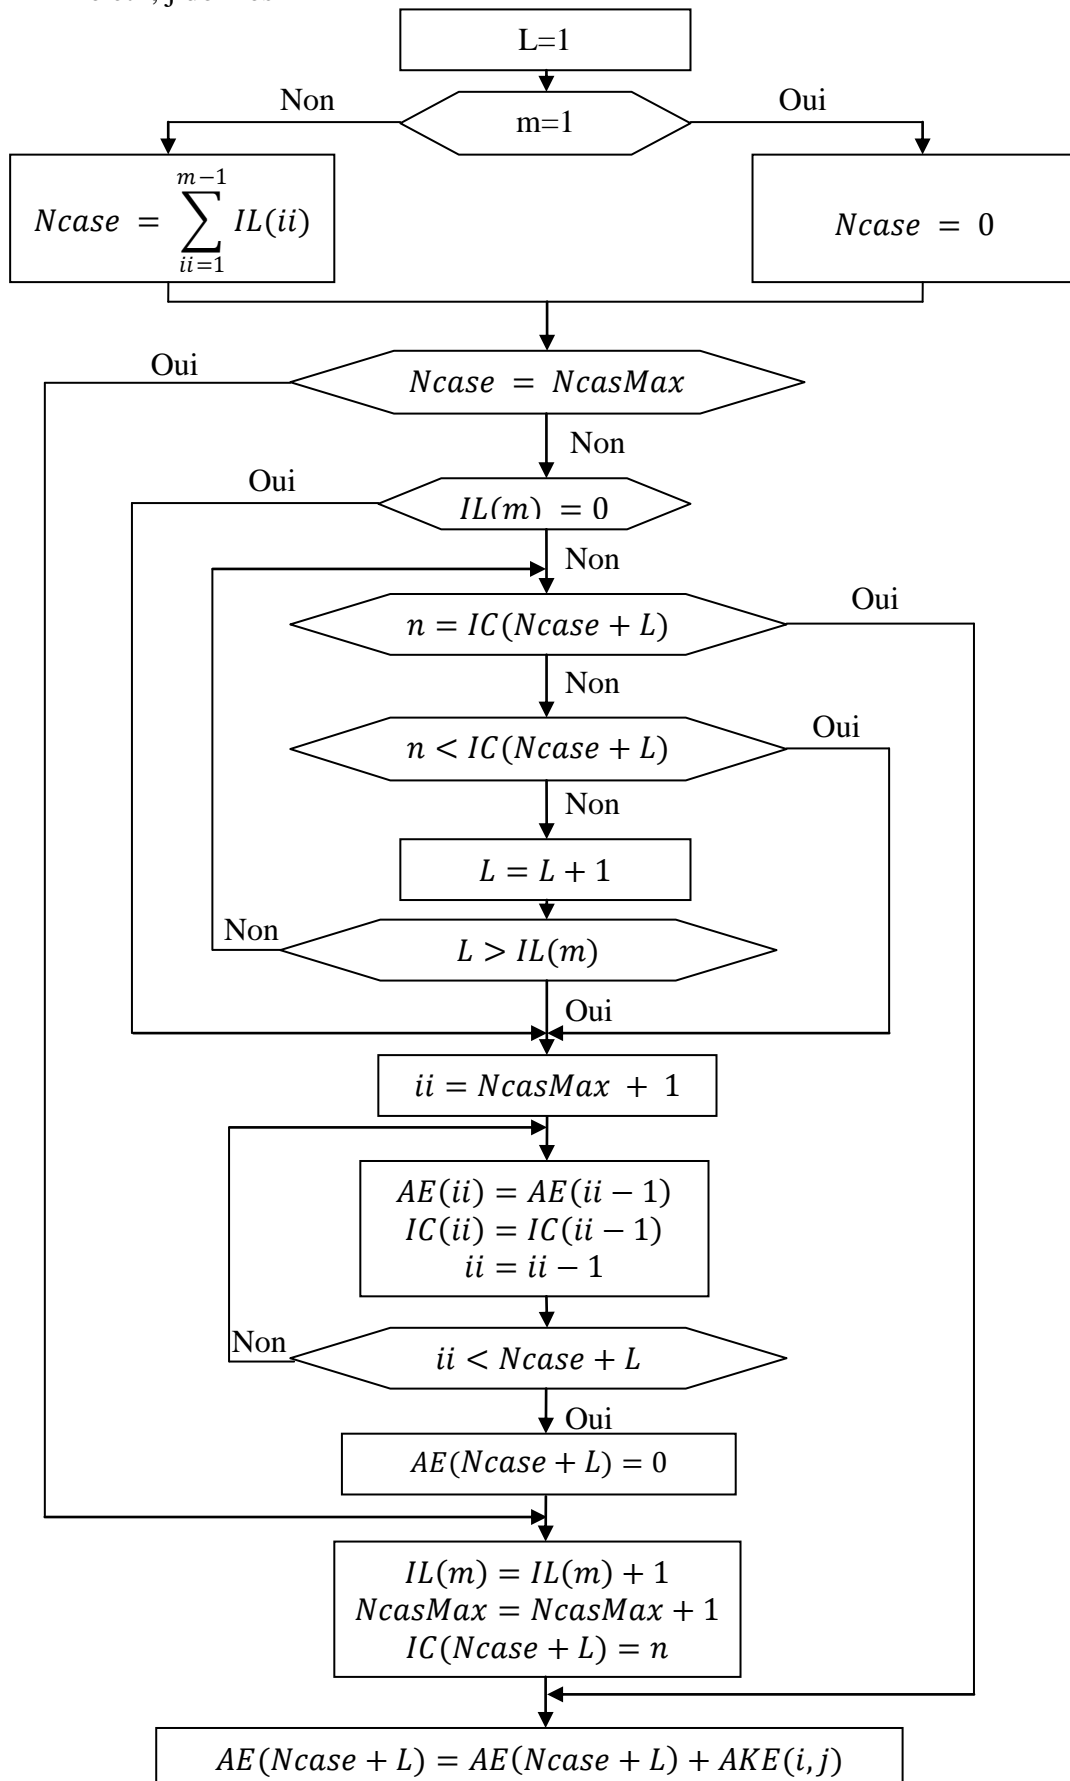 L=1
Non
Oui
m=1
m−1
Ncase = ∑ IL(ii)
ii=1
Ncase = 0
Oui
Ncase = NcasMax
Non
Oui
IL(m) = 0
Non
Oui
n = IC(Ncase + L)
Non
Oui
n < IC(Ncase + L)
Non
L = L + 1
Non
L > IL(m)
Oui
ii = NcasMax + 1
AE(ii) = AE(ii − 1)
IC(ii) = IC(ii − 1)
ii = ii − 1
Non
ii < Ncase + L
Oui
AE(Ncase + L) = 0
IL(m) = IL(m) + 1
NcasMax = NcasMax + 1
IC(Ncase + L) = n
AE(Ncase + L) = AE(Ncase + L) + AKE(i, j)